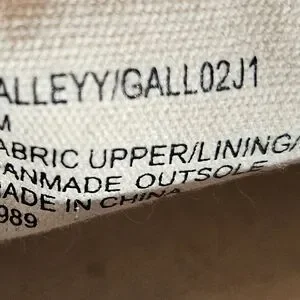 ALLEYY/GALL02J1
M
ABRIC UPPER/LINING/
ANMADE OUTSOLE
ADE IN CHINA
989